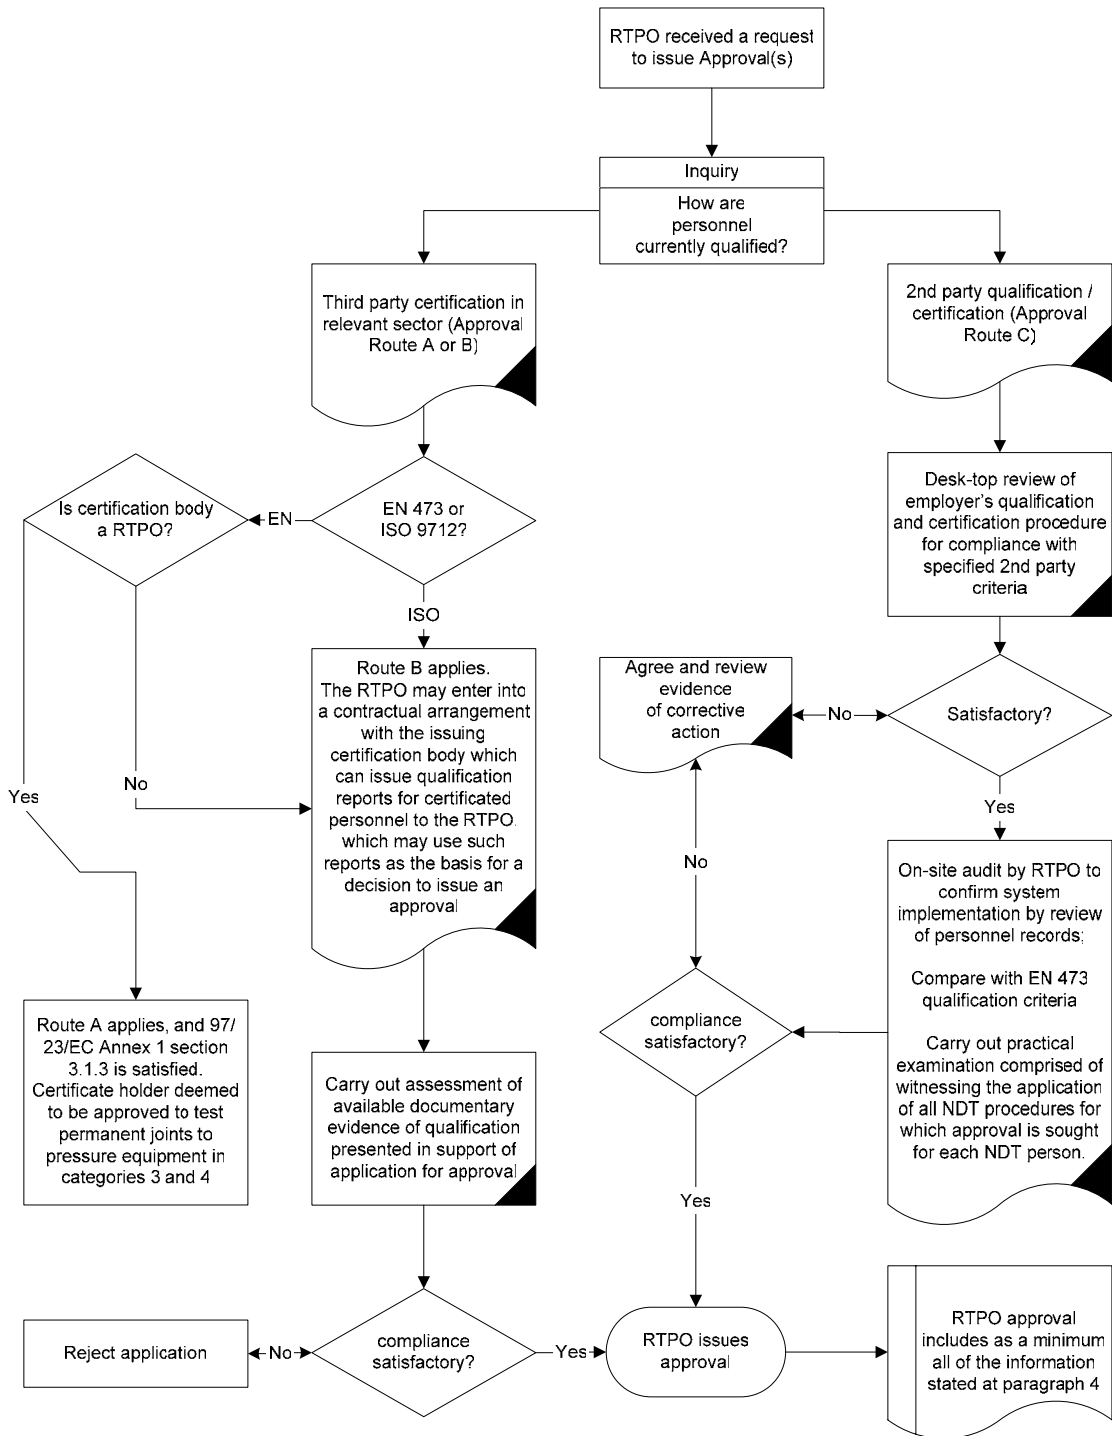 RTPO received a request
to issue Approval(s)
Inquiry
How are
personnel
currently qualified?
Third party certification in
relevant sector (Approval
Route A or B)
2nd party qualification /
certification (Approval
Route C)
Is certification body
a RTPO?
EN
EN 473 or
ISO 9712?
Desk-top review of
employer's qualification
and certification procedure
for compliance with
specified 2nd party
criteria
ISO
Route B applies.
The RTPO may enter into
a contractual arrangement
with the issuing
certification body which
can issue qualification
reports for certificated
personnel to the RTPO,
which may use such
reports as the basis for a
decision to issue an
approval
Agree and review
evidence
of corrective
action
No
Satisfactory?
Yes
No
Yes
No
On-site audit by RTPO to
confirm system
implementation by review
of personnel records;
Compare with EN 473
qualification criteria
Carry out practical
examination comprised of
witnessing the application
of all NDT procedures for
which approval is sought
for each NDT person.
compliance
satisfactory?
Route A applies, and 97/
23/EC Annex 1 section
3.1.3 is satisfied.
Certificate holder deemed
to be approved to test
permanent joints to
pressure equipment in
categories 3 and 4
Carry out assessment of
available documentary
evidence of qualification
presented in support of
application for approval
Yes
Reject application
No
compliance
satisfactory?
Yes
RTPO issues
approval
RTPO approval
includes as a minimum
all of the information
stated at paragraph 4